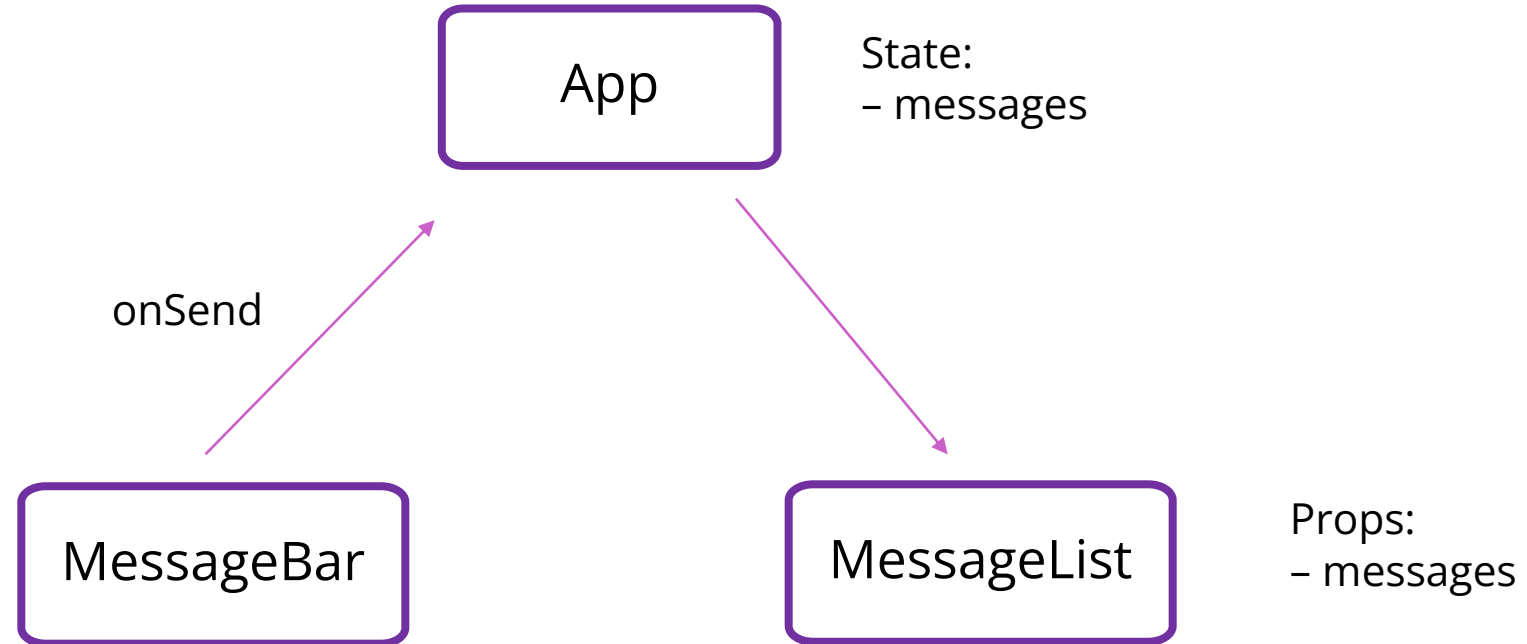 App
State:
– messages
onSend
MessageBar
MessageList
Props:
– messages